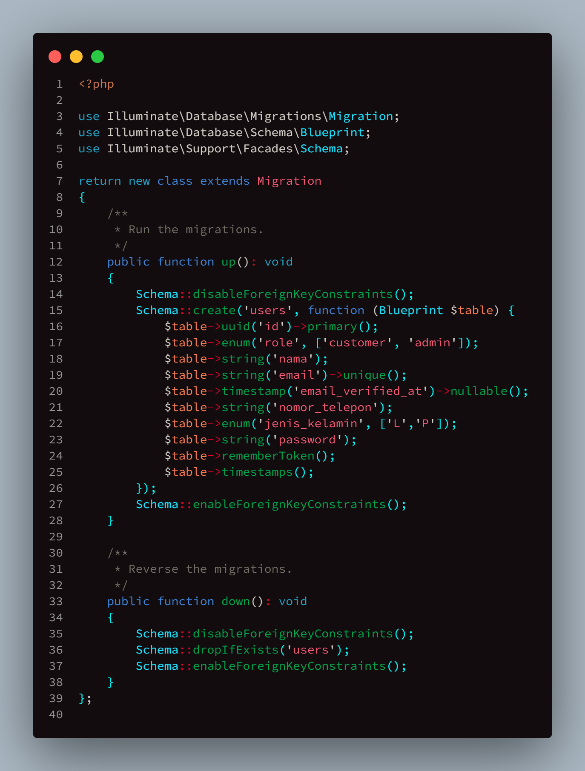 1 <?php
2
3 use Illuminate\Database\Migrations\Migration;
4 use Illuminate\Database\Schema\Blueprint;
5 use Illuminate\Support\Facades\Schema;
6
7 return new class extends Migration
8 {
9     /**
10      * Run the migrations.
11      */
12     public function up(): void
13     {
14         Schema::disableForeignKeyConstraints();
15         Schema::create('users', function (Blueprint $table) {
16             $table->uuid('id')->primary();
17             $table->enum('role', ['customer', 'admin']);
18             $table->string('nama');
19             $table->string('email')->unique();
20             $table->timestamp('email_verified_at')->nullable();
21             $table->string('nomor_telepon');
22             $table->enum('jenis_kelamin', ['L','P']);
23             $table->string('password');
24             $table->rememberToken();
25             $table->timestamps();
26         });
27         Schema::enableForeignKeyConstraints();
28     }
29
30     /**
31      * Reverse the migrations.
32      */
33     public function down(): void
34     {
35         Schema::disableForeignKeyConstraints();
36         Schema::dropIfExists('users');
37         Schema::enableForeignKeyConstraints();
38     }
39 };
40